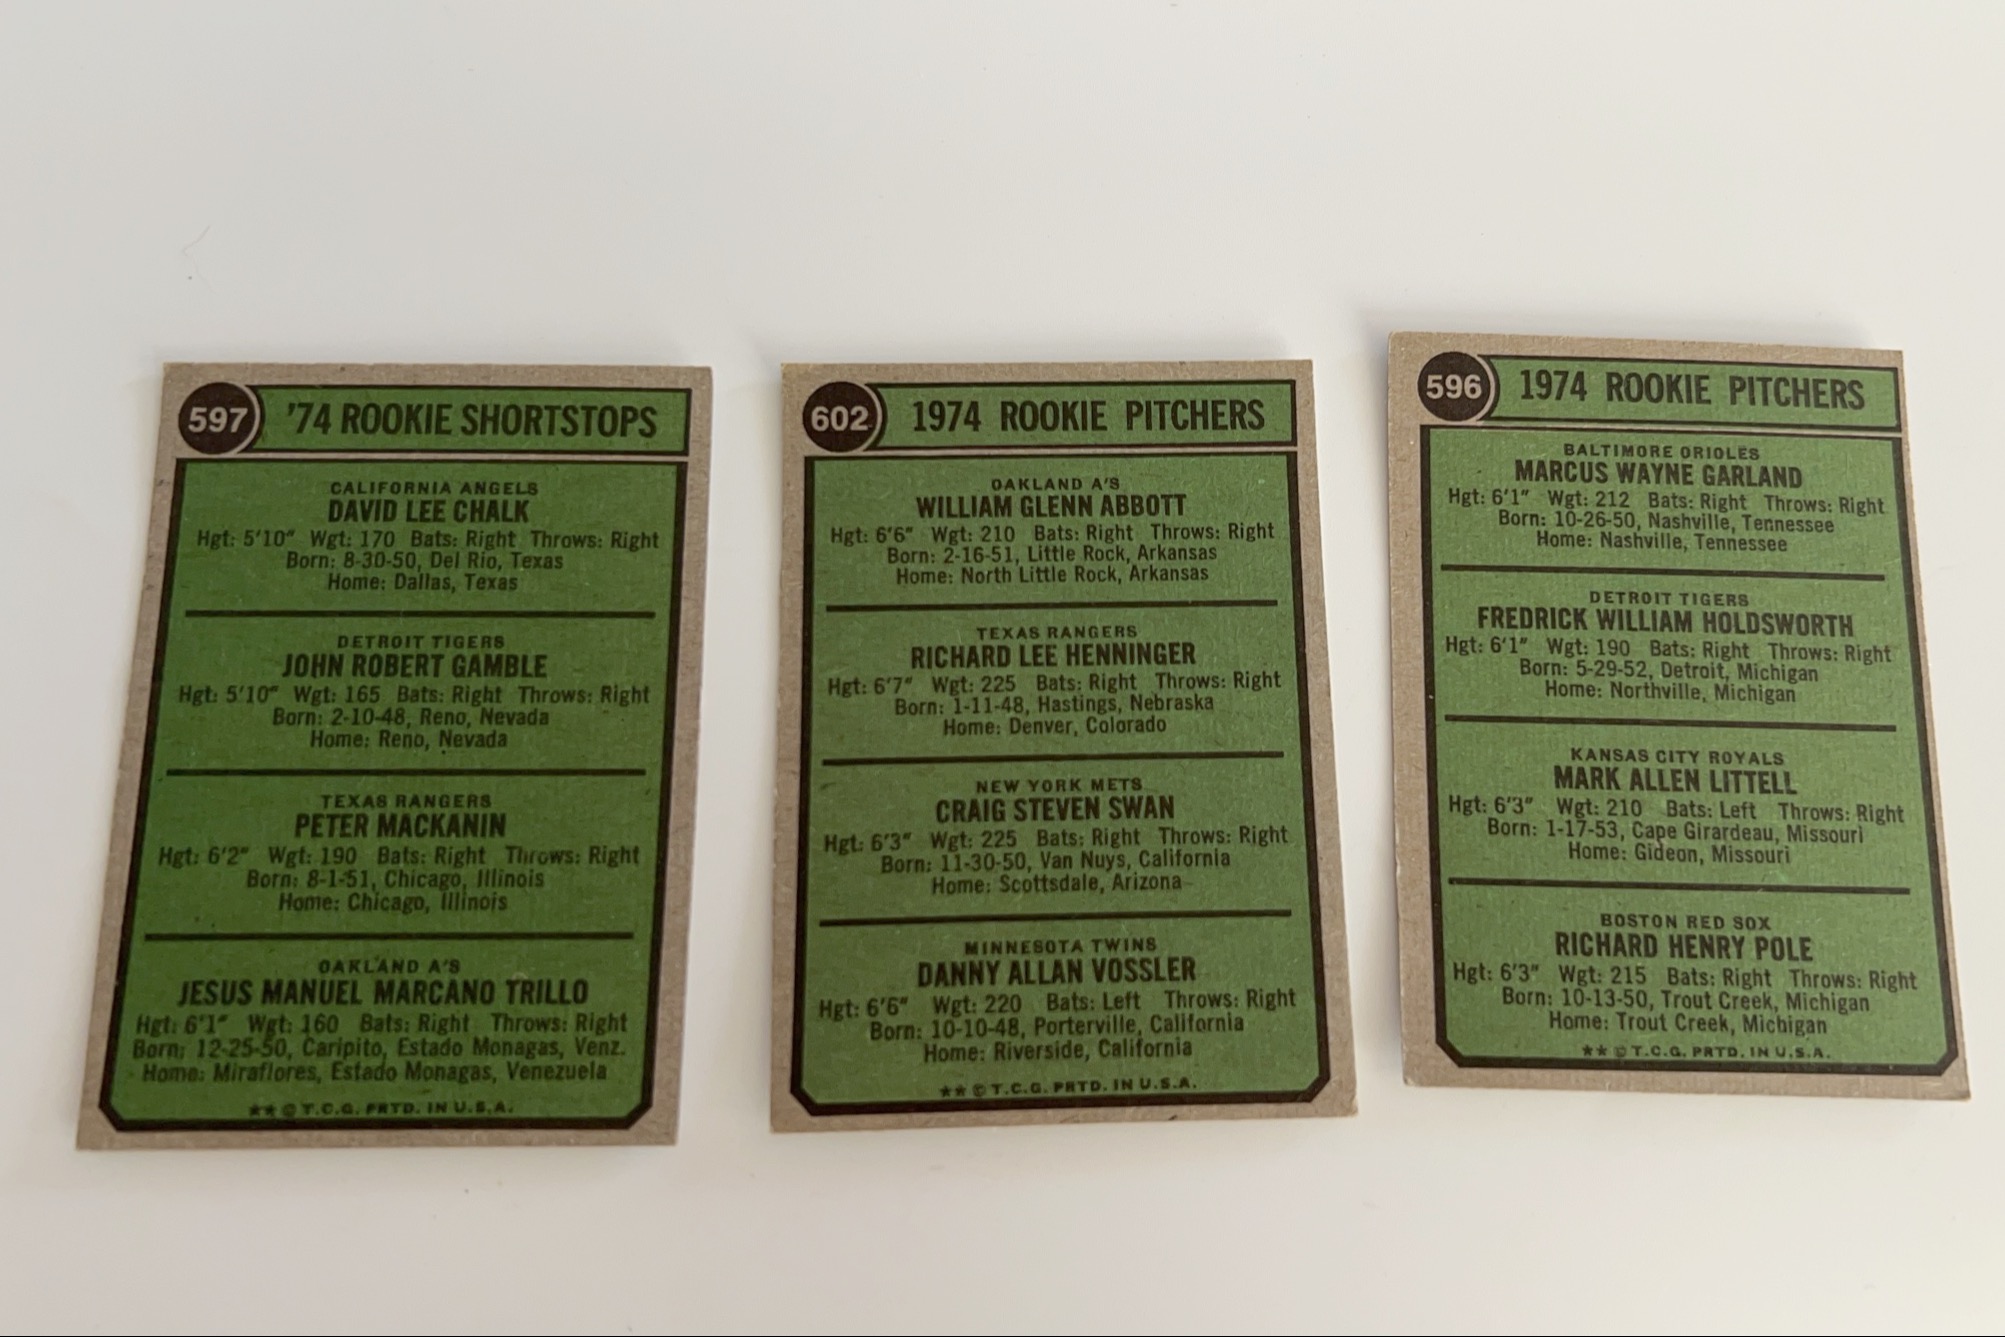 597 '74 ROOKIE SHORTSTOPS
CALIFORNIA ANGELS
DAVID LEE CHALK
Hgt: 5'10" Wgt: 170 Bats: Right Throws: Right
Born: 8-30-50, Del Rio, Texas
Home: Dallas, Texas
DETROIT TIGERS
JOHN ROBERT GAMBLE
Hgt: 5'10" Wgt: 165 Bats: Right Throws: Right
Born: 2-10-48, Reno, Nevada
Home: Reno, Nevada
TEXAS RANGERS
PETER MACKANIN
Hgt: 6'2" Wgt: 190 Bats: Right Throws: Right
Born: 8-1-51, Chicago, Illinois
Home: Chicago, Illinois
OAKLAND A'S
JESUS MANUEL MARCANO TRILLO
Hgt: 6'1" Wgt: 160 Bats: Right Throws: Right
Born: 12-25-50, Caripito, Estado Monagas, Venz.
Home: Miraflores, Estado Monagas, Venezuela
★★ © T.C.G. PRTD. IN U.S.A.
602 1974 ROOKIE PITCHERS
OAKLAND A'S
WILLIAM GLENN ABBOTT
Hgt: 6'6" Wgt: 210 Bats: Right Throws: Right
Born: 2-16-51, Little Rock, Arkansas
Home: North Little Rock, Arkansas
TEXAS RANGERS
RICHARD LEE HENNINGER
Hgt: 6'7" Wgt: 225 Bats: Right Throws: Right
Born: 1-11-48, Hastings, Nebraska
Home: Denver, Colorado
NEW YORK METS
CRAIG STEVEN SWAN
Hgt: 6'3" Wgt: 225 Bats: Right Throws: Right
Born: 11-30-50, Van Nuys, California
Home: Scottsdale, Arizona
MINNESOTA TWINS
DANNY ALLAN VOSSLER
Hgt: 6'6" Wgt: 220 Bats: Left Throws: Right
Born: 10-10-48, Porterville, California
Home: Riverside, California
★★ © T.C.G. PRTD. IN U.S.A.
596 1974 ROOKIE PITCHERS
BALTIMORE ORIOLES
MARCUS WAYNE GARLAND
Hgt: 6'1" Wgt: 212 Bats: Right Throws: Right
Born: 10-26-50, Nashville, Tennessee
Home: Nashville, Tennessee
DETROIT TIGERS
FREDRICK WILLIAM HOLDSWORTH
Hgt: 6'1" Wgt: 190 Bats: Right Throws: Right
Born: 5-29-52, Detroit, Michigan
Home: Northville, Michigan
KANSAS CITY ROYALS
MARK ALLEN LITTELL
Hgt: 6'3" Wgt: 210 Bats: Left Throws: Right
Born: 1-17-53, Cape Girardeau, Missouri
Home: Gideon, Missouri
BOSTON RED SOX
RICHARD HENRY POLE
Hgt: 6'3" Wgt: 215 Bats: Right Throws: Right
Born: 10-13-50, Trout Creek, Michigan
Home: Trout Creek, Michigan
★★ © T.C.G. PRTD. IN U.S.A.